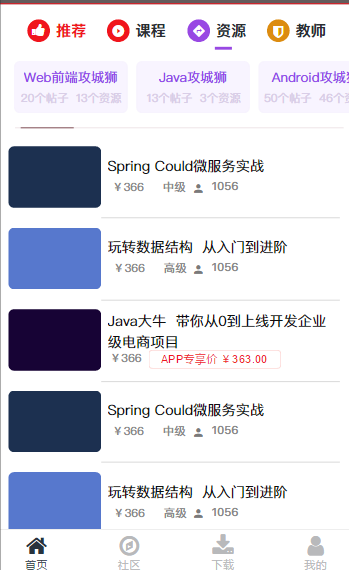 推荐 课程 资源 教师
Web前端攻城狮 Java攻城狮 Android攻城狮
20个帖子 13个资源 13个帖子 3个资源 50个帖子 46个资
Spring Could微服务实战
￥366 中级 1056
玩转数据结构 从入门到进阶
￥366 高级 1056
Java大牛 带你从0到上线开发企业
级电商项目
￥366 APP专享价 ￥363.00
Spring Could微服务实战
￥366 中级 1056
玩转数据结构 从入门到进阶
￥366 高级 1056
首页 社区 下载 我的